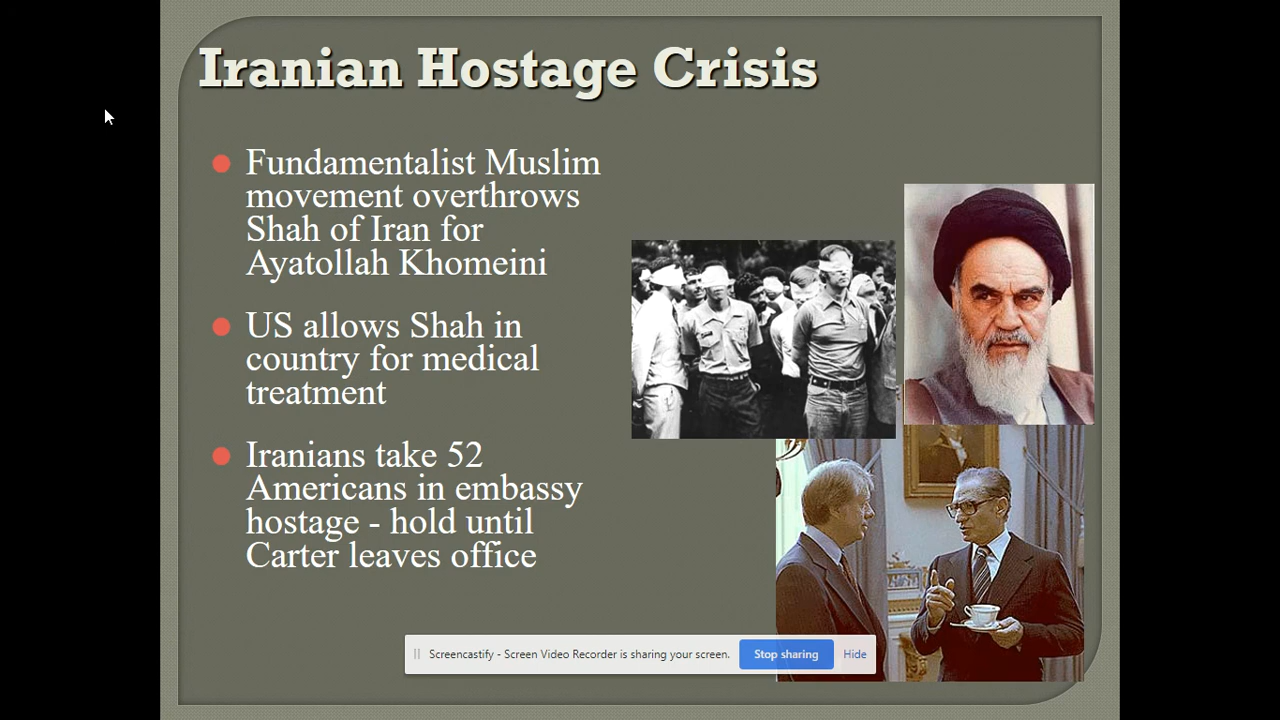 Iranian Hostage Crisis
Fundamentalist Muslim
movement overthrows
Shah of Iran for
Ayatollah Khomeini
US allows Shah in
country for medical
treatment
Iranians take 52
Americans in embassy
hostage - hold until
Carter leaves office
Screencastify - Screen Video Recorder is sharing your screen. Stop sharing Hide